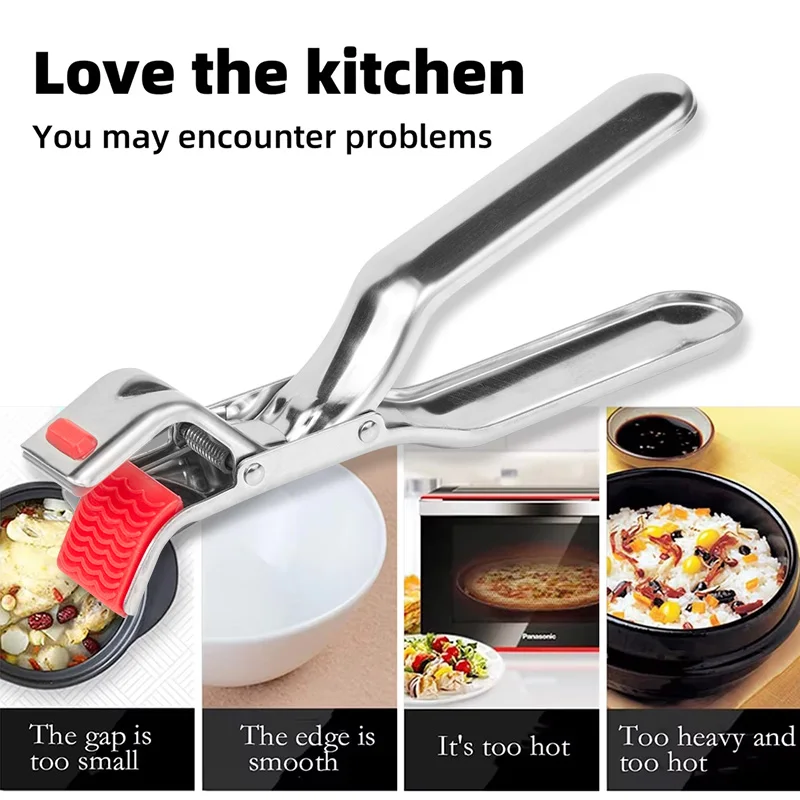 Love the kitchen
You may encounter problems
Panasonic
The gap is
too small
The edge is
smooth
It's too hot
Too heavy and
too hot